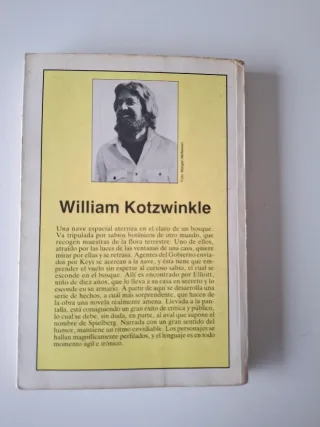 William Kotzwinkle
Una nave espacial aterriza en el claro de un bosque.
Va tripulada por sabios botánicos de otro mundo, que
recogen muestras de la flora terrestre. Uno de ellos,
atraído por las luces de las ventanas de una casa, quiere
mirar por ellas y se retrasa. Agentes del Gobierno envia-
dos por Keys se acercan a la nave, y ésta tiene que em-
prender el vuelo sin esperar al curioso sabio, el cual se
esconde en el bosque. Allí es encontrado por Elliott,
niño de diez años, que lo lleva a su casa en secreto y lo
esconde en su armario. A partir de aquí se desarrolla una
serie de hechos, a cuál más sorprendente, que hacen de
la obra una novela realmente amena. Llevada a la pan-
talla, está consiguiendo un gran éxito de crítica y público,
lo cual se debe, sin duda, en parte, al aval que supone el
nombre de Spielberg. Narrada con un gran sentido del
humor, mantiene un ritmo envidiable. Los personajes se
hallan magníficamente perfilados, y el lenguaje es en todo
momento ágil e irónico.